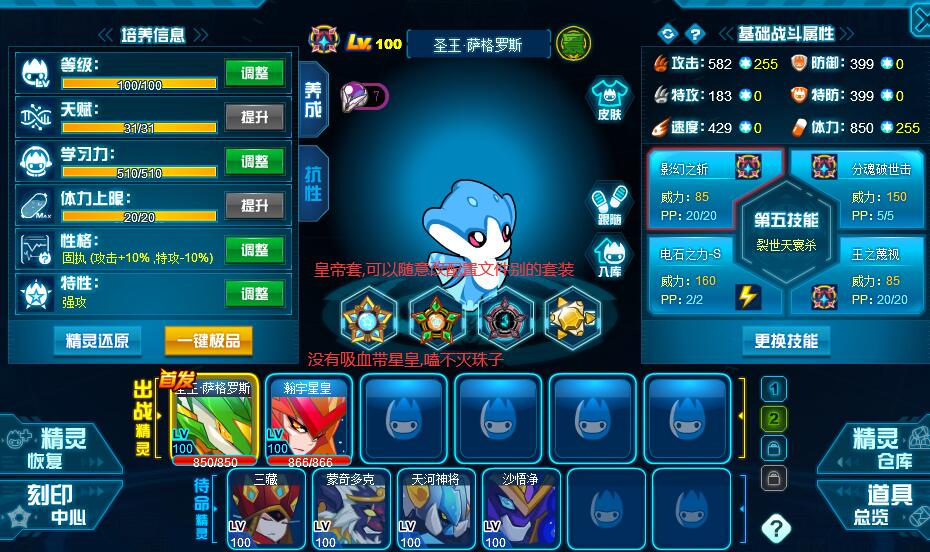 培养信息
等级:
100/100
调整
天赋:
31/31
提升
学习力:
510/510
调整
体力上限:
20/20
提升
性格:
固执 (攻击+10% ,特攻-10%)
调整
特性:
强攻
调整
精灵还原
一键极品
养成
抗性
Lv. 100
圣王·萨格罗斯
7
皮肤
跟随
入库
皇帝套,可以随意改配置文件别的套装
没有吸血带星皇,嗑不灭珠子
基础战斗属性
攻击: 582 255
防御: 399 0
特攻: 183 0
特防: 399 0
速度: 429 0
体力: 850 255
影幻之斩
威力: 85
PP: 20/20
分魂破世击
威力: 150
PP: 5/5
第五技能
裂世天寰杀
电石之力-S
威力: 160
PP: 2/2
王之蔑视
威力: 85
PP: 20/20
更换技能
出战精灵
首发
圣王·萨格罗斯
LV
100
850/850
瀚宇星皇
LV
100
866/866
1
2
待命精灵
三藏
LV
100
蒙奇多克
LV
100
天河神将
LV
100
沙悟净
LV
100
精灵
恢复
刻印
中心
精灵
仓库
道具
总览
?